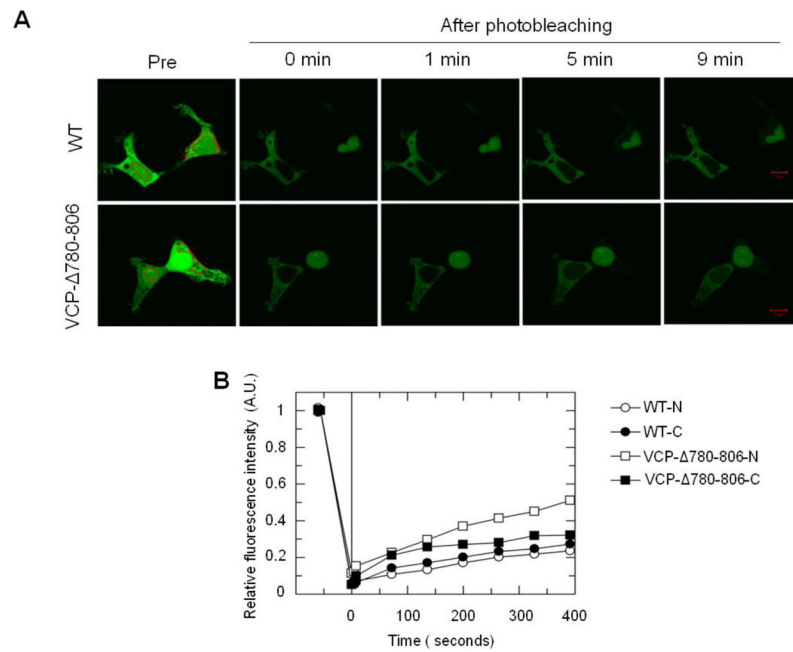 A
After photobleaching
Pre
0 min
1 min
5 min
9 min
WT
VCP-Δ780-806
B
Relative fluorescence intensity (A.U.)
1
0.8
0.6
0.4
0.2
0
0
100
200
300
400
Time ( seconds)
WT-N
WT-C
VCP-Δ780-806-N
VCP-Δ780-806-C